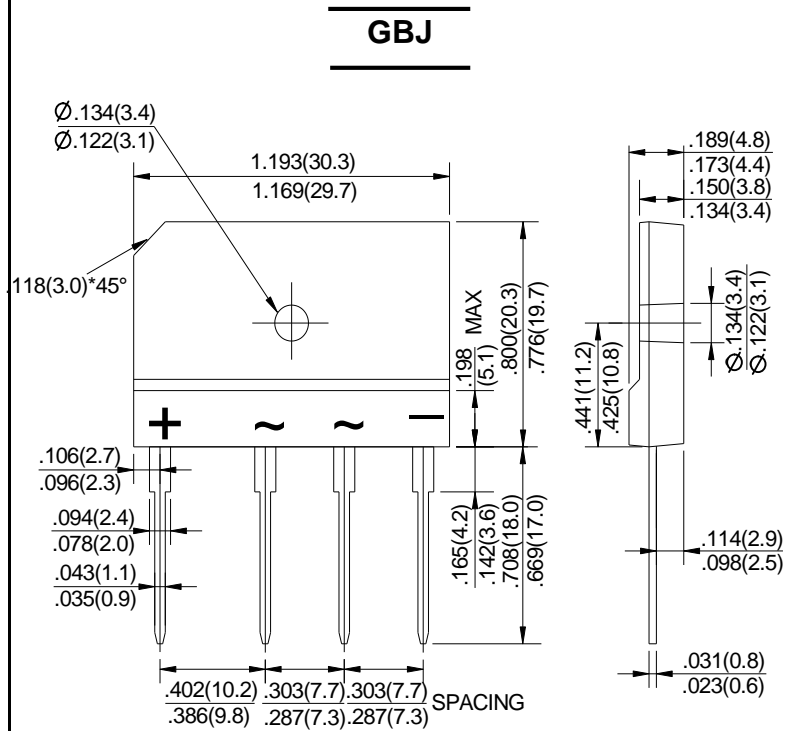 GBJ
Ø.134(3.4)
Ø.122(3.1)
1.193(30.3)
1.169(29.7)
.189(4.8)
.173(4.4)
.150(3.8)
.134(3.4)
.118(3.0)*45°
.198 MAX
(5.1)
.800(20.3)
.776(19.7)
.441(11.2)
.425(10.8)
Ø.134(3.4)
Ø.122(3.1)
+ ~ ~ —
.106(2.7)
.096(2.3)
.094(2.4)
.078(2.0)
.043(1.1)
.035(0.9)
.165(4.2)
.142(3.6)
.708(18.0)
.669(17.0)
.114(2.9)
.098(2.5)
.031(0.8)
.023(0.6)
.402(10.2) .303(7.7) .303(7.7) SPACING
.386(9.8) .287(7.3) .287(7.3)